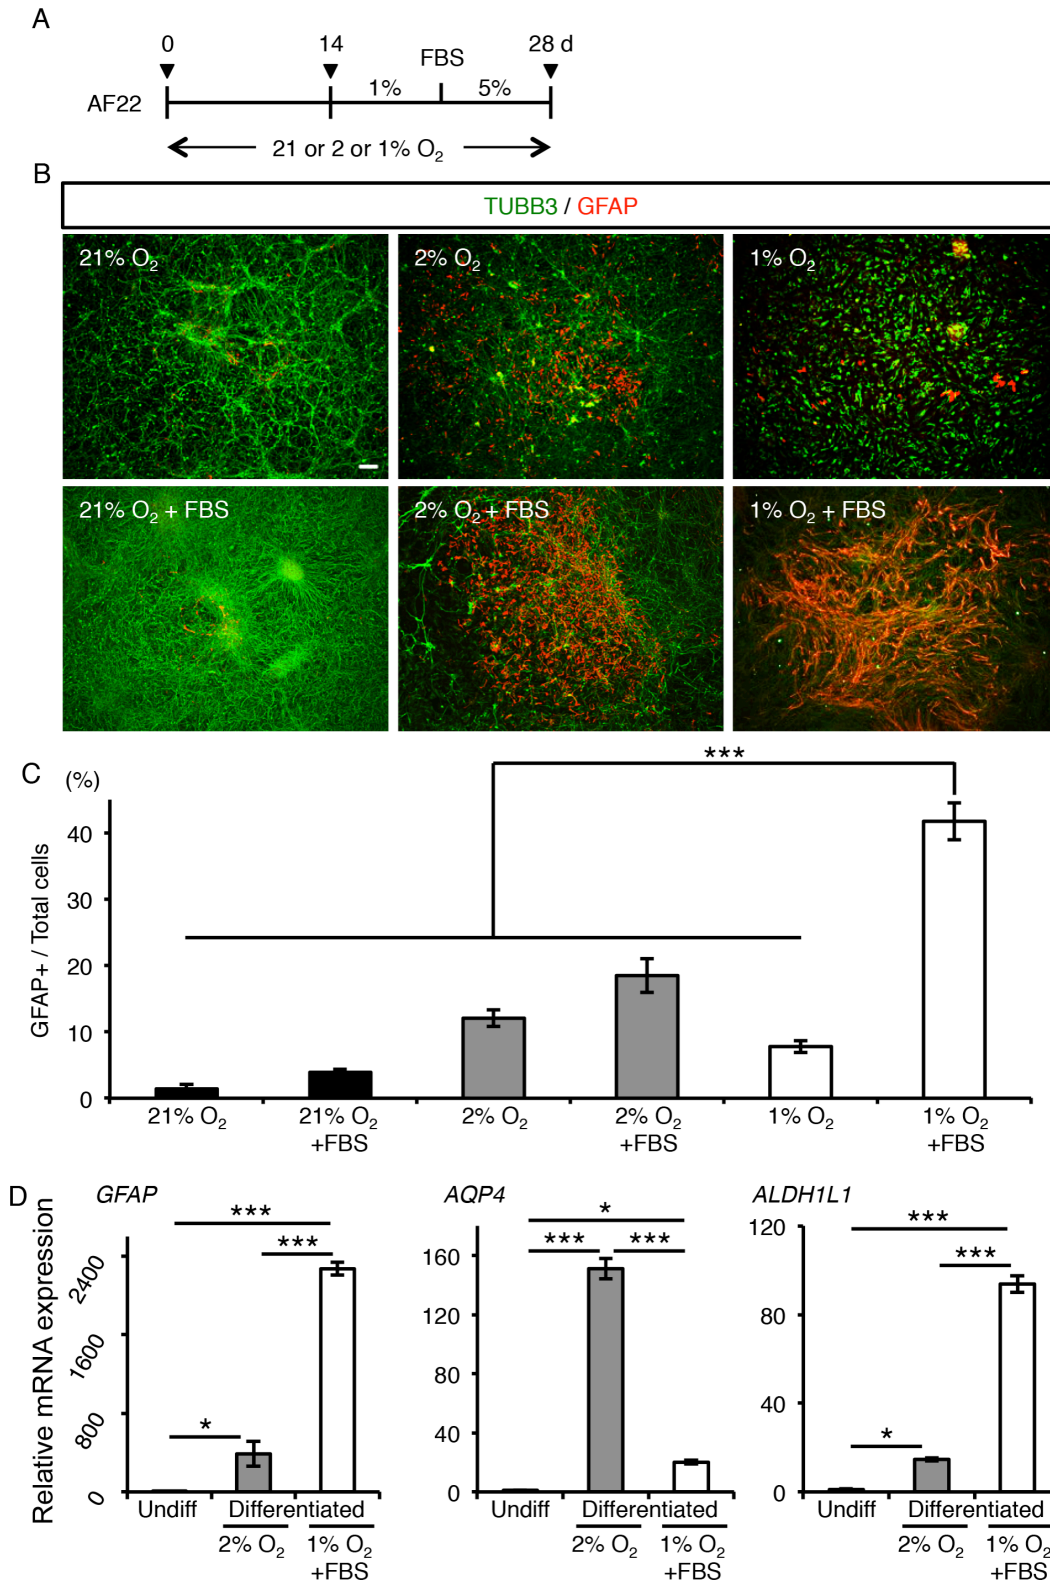 A
0 14 FBS 28 d
AF22 1% 5%
21 or 2 or 1% O2
B
TUBB3 / GFAP
21% O2 2% O2 1% O2
21% O2 + FBS 2% O2 + FBS 1% O2 + FBS
C (%)
***
GFAP+ / Total cells
40
30
20
10
0
21% O2 21% O2 2% O2 2% O2 1% O2 1% O2
+FBS +FBS +FBS
D
Relative mRNA expression
GFAP
***
***
*
2400
1600
800
0
Undiff Differentiated
2% O2 1% O2
+FBS
AQP4
*
*** ***
160
120
80
40
0
Undiff Differentiated
2% O2 1% O2
+FBS
ALDH1L1
***
***
*
120
80
40
0
Undiff Differentiated
2% O2 1% O2
+FBS